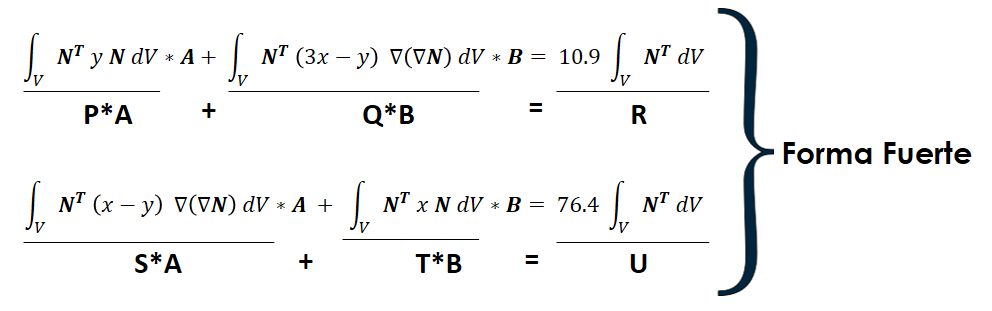 ∫_V N^T y N dV * A + ∫_V N^T (3x − y) ∇(∇N) dV * B = 10.9 ∫_V N^T dV
P*A + Q*B = R
Forma Fuerte
∫_V N^T (x − y) ∇(∇N) dV * A + ∫_V N^T x N dV * B = 76.4 ∫_V N^T dV
S*A + T*B = U